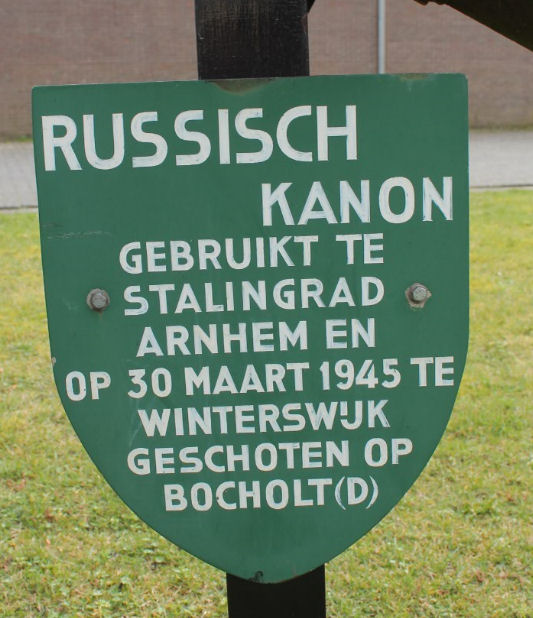 RUSSISCH
KANON
GEBRUIKT TE
STALINGRAD
ARNHEM EN
OP 30 MAART 1945 TE
WINTERSWIJK
GESCHOTEN OP
BOCHOLT(D)